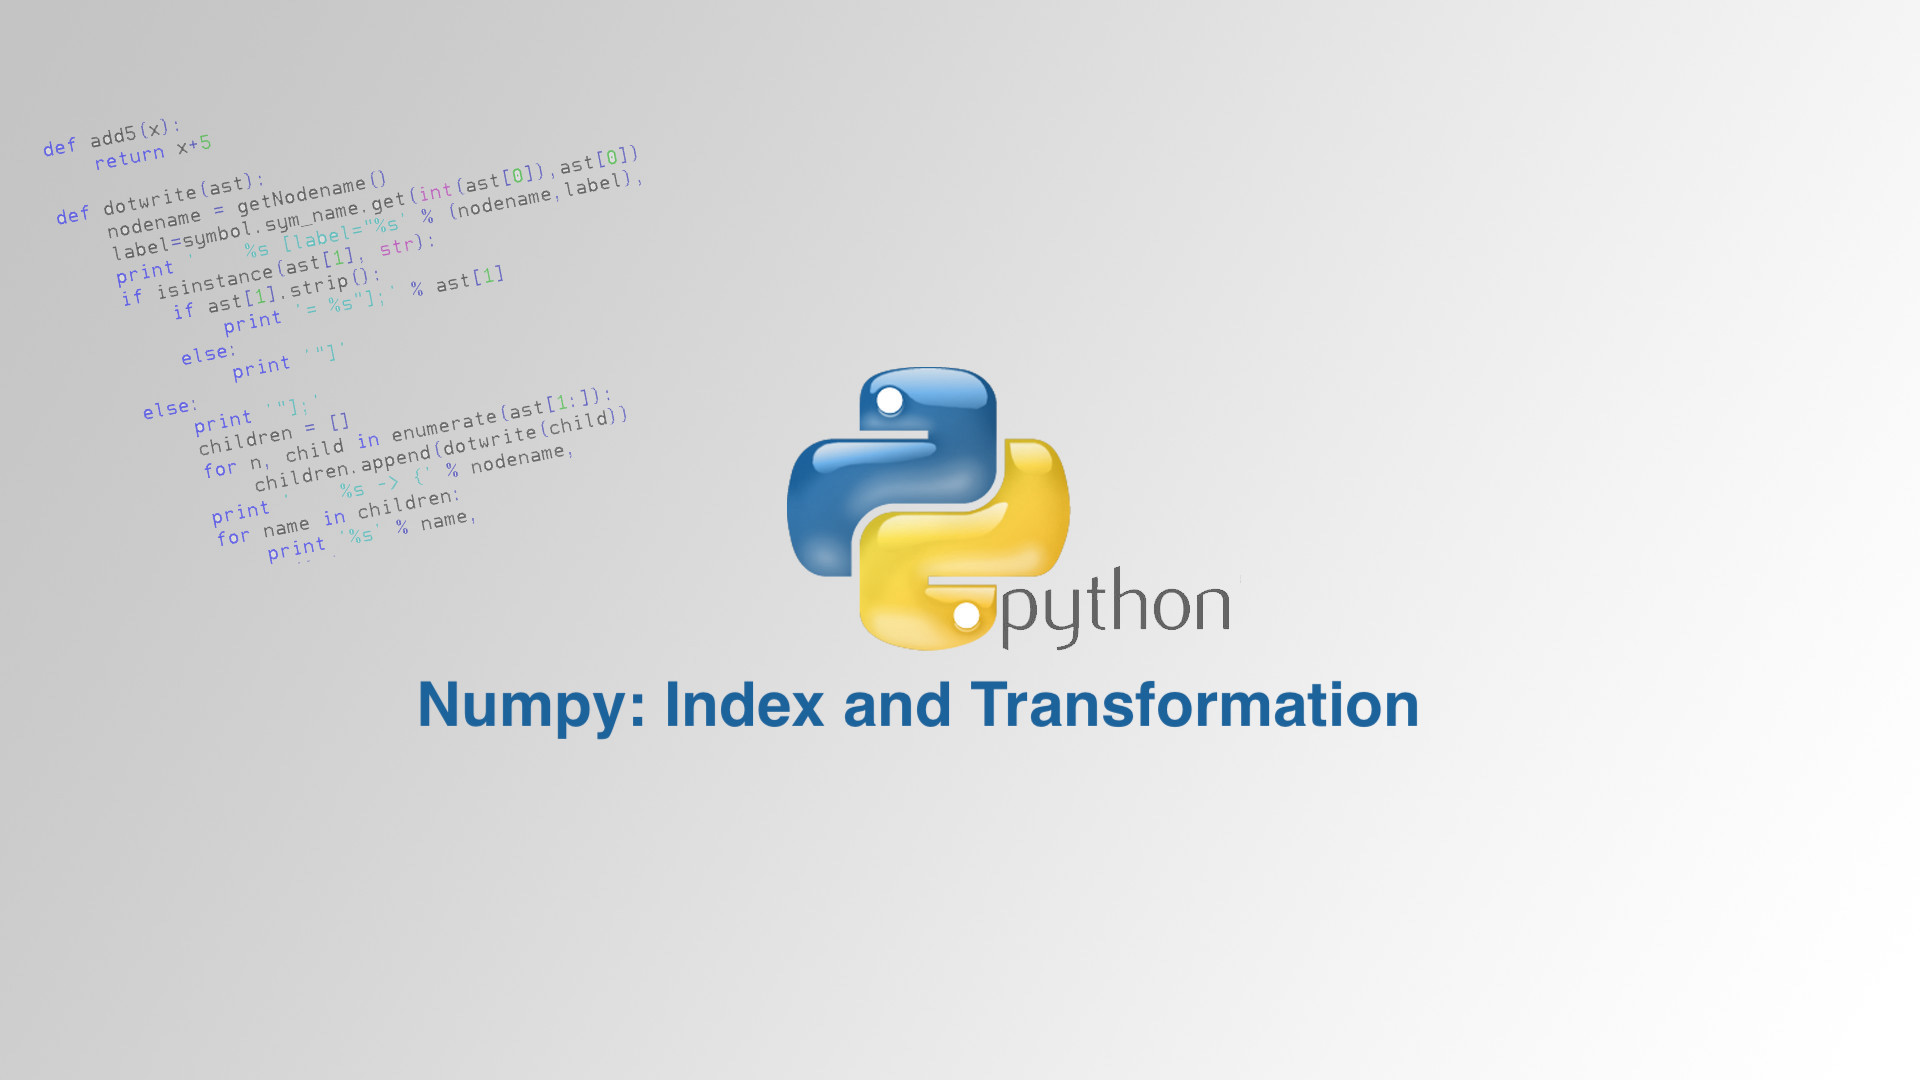 def add5(x):
return x+5
def dotwrite(ast):
nodename = getNodename()
label=symbol.sym_name.get(int(ast[0]),ast[0])
print ' %s [label="%s' % (nodename,label),
if isinstance(ast[1], str):
if ast[1].strip():
print '= %s"];' % ast[1]
else:
print '"]'
else:
print '"];'
children = []
for n, child in enumerate(ast[1:]):
children.append(dotwrite(child))
print ' %s -> {' % nodename,
for name in children:
print '%s' % name,
python
Numpy: Index and Transformation